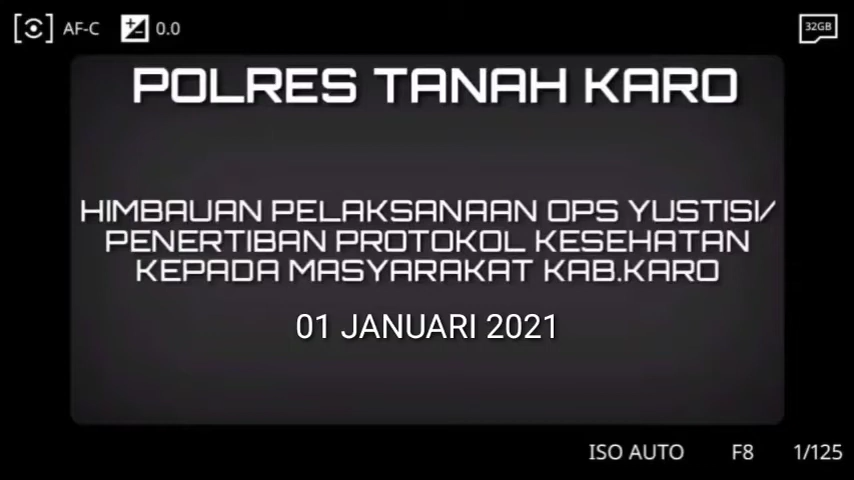 AF-C 0.0 32GB
POLRES TANAH KARO
HIMBAUAN PELAKSANAAN OPS YUSTISI/
PENERTIBAN PROTOKOL KESEHATAN
KEPADA MASYARAKAT KAB.KARO
01 JANUARI 2021
ISO AUTO F8 1/125